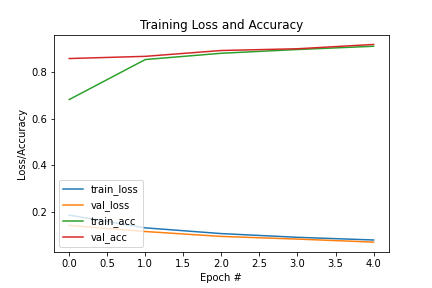 Training Loss and Accuracy
Loss/Accuracy
0.8
0.6
0.4
0.2
train_loss
val_loss
train_acc
val_acc
0.0 0.5 1.0 1.5 2.0 2.5 3.0 3.5 4.0
Epoch #